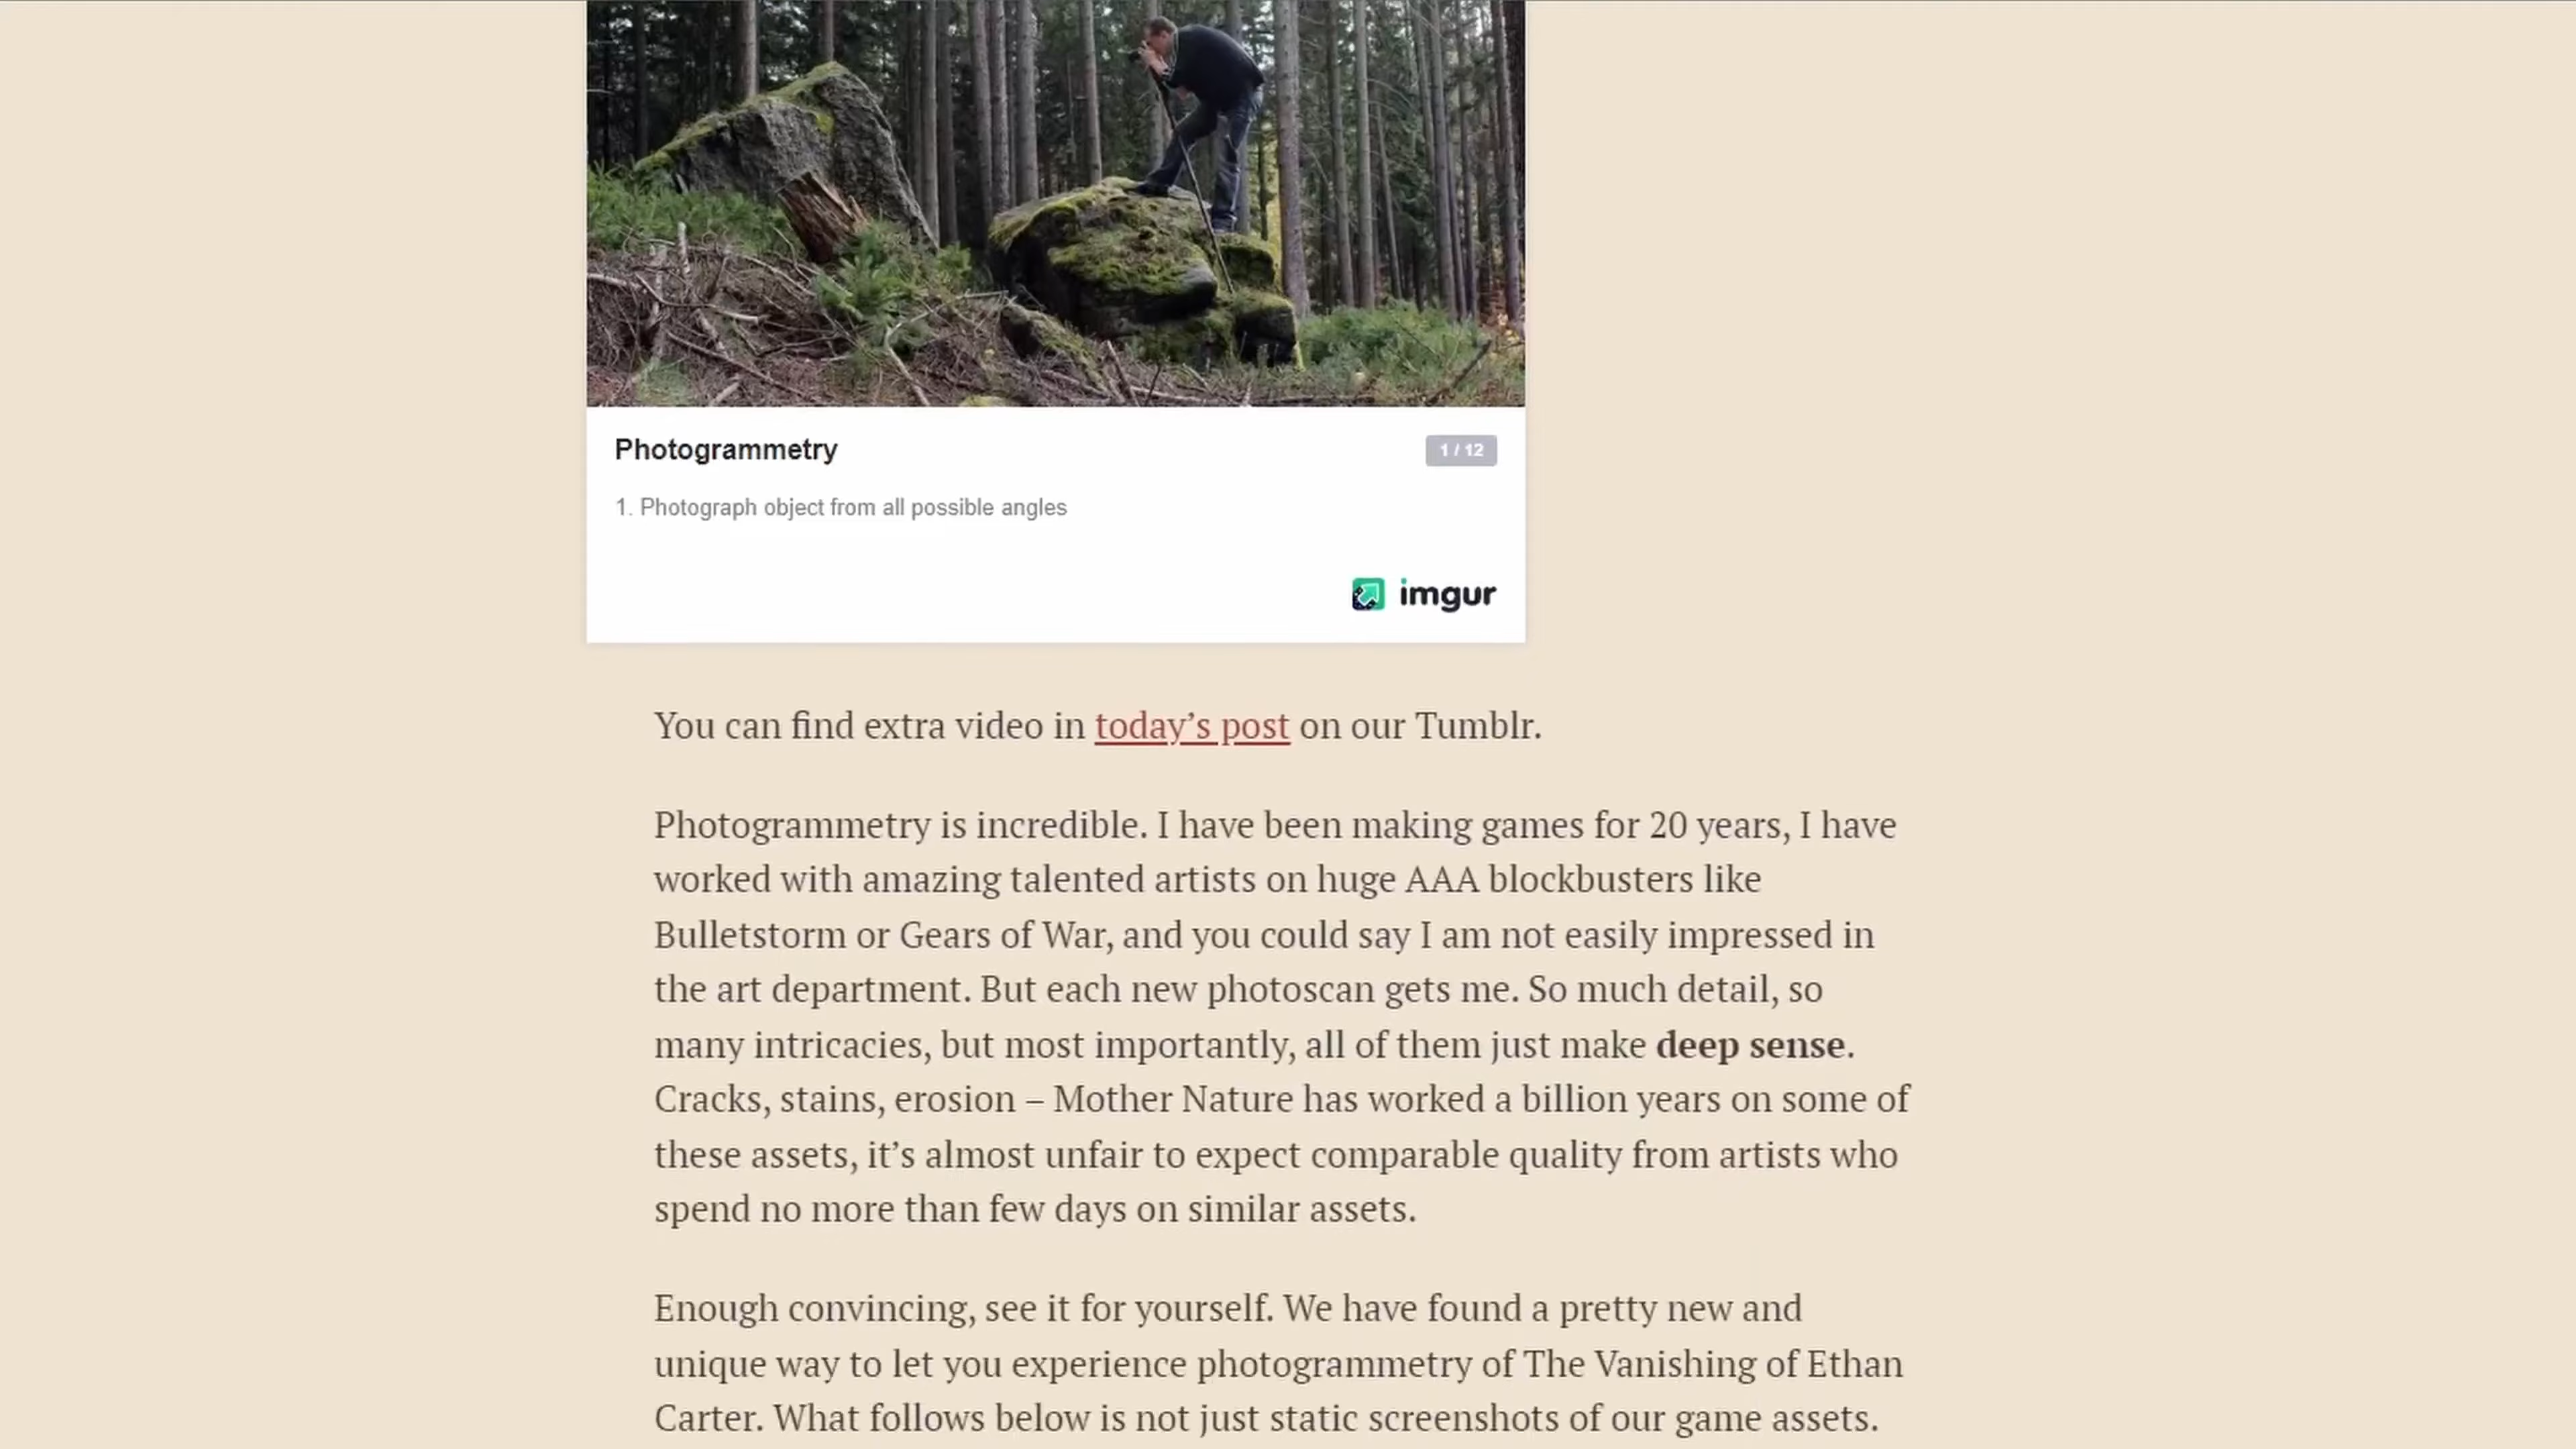 Photogrammetry
1 / 12
1. Photograph object from all possible angles
imgur
You can find extra video in today’s post on our Tumblr.
Photogrammetry is incredible. I have been making games for 20 years, I have
worked with amazing talented artists on huge AAA blockbusters like
Bulletstorm or Gears of War, and you could say I am not easily impressed in
the art department. But each new photoscan gets me. So much detail, so
many intricacies, but most importantly, all of them just make deep sense.
Cracks, stains, erosion – Mother Nature has worked a billion years on some of
these assets, it’s almost unfair to expect comparable quality from artists who
spend no more than few days on similar assets.
Enough convincing, see it for yourself. We have found a pretty new and
unique way to let you experience photogrammetry of The Vanishing of Ethan
Carter. What follows below is not just static screenshots of our game assets.